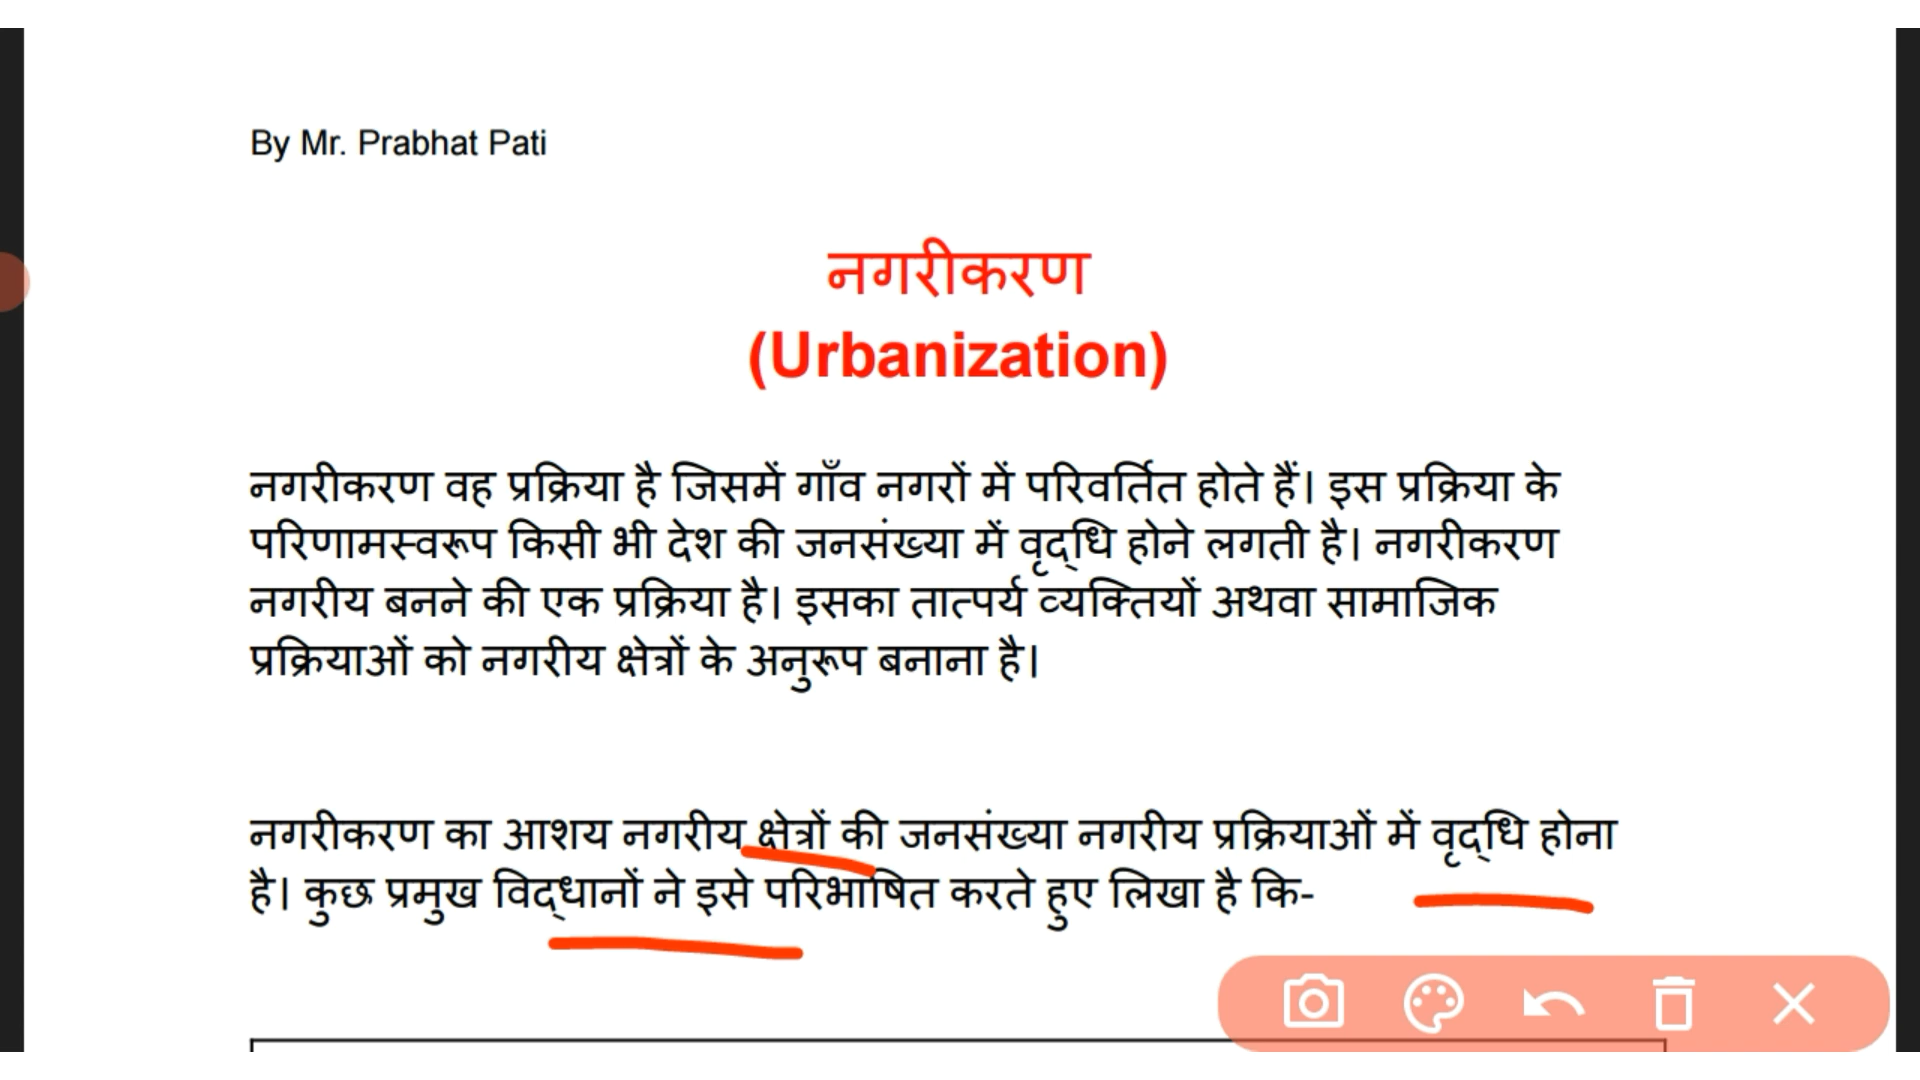 By Mr. Prabhat Pati
नगरीकरण
(Urbanization)
नगरीकरण वह प्रक्रिया है जिसमें गाँव नगरों में परिवर्तित होते हैं। इस प्रक्रिया के
परिणामस्वरूप किसी भी देश की जनसंख्या में वृद्धि होने लगती है। नगरीकरण
नगरीय बनने की एक प्रक्रिया है। इसका तात्पर्य व्यक्तियों अथवा सामाजिक
प्रक्रियाओं को नगरीय क्षेत्रों के अनुरूप बनाना है।
नगरीकरण का आशय नगरीय क्षेत्रों की जनसंख्या नगरीय प्रक्रियाओं में वृद्धि होना
है। कुछ प्रमुख विद्धानों ने इसे परिभाषित करते हुए लिखा है कि-